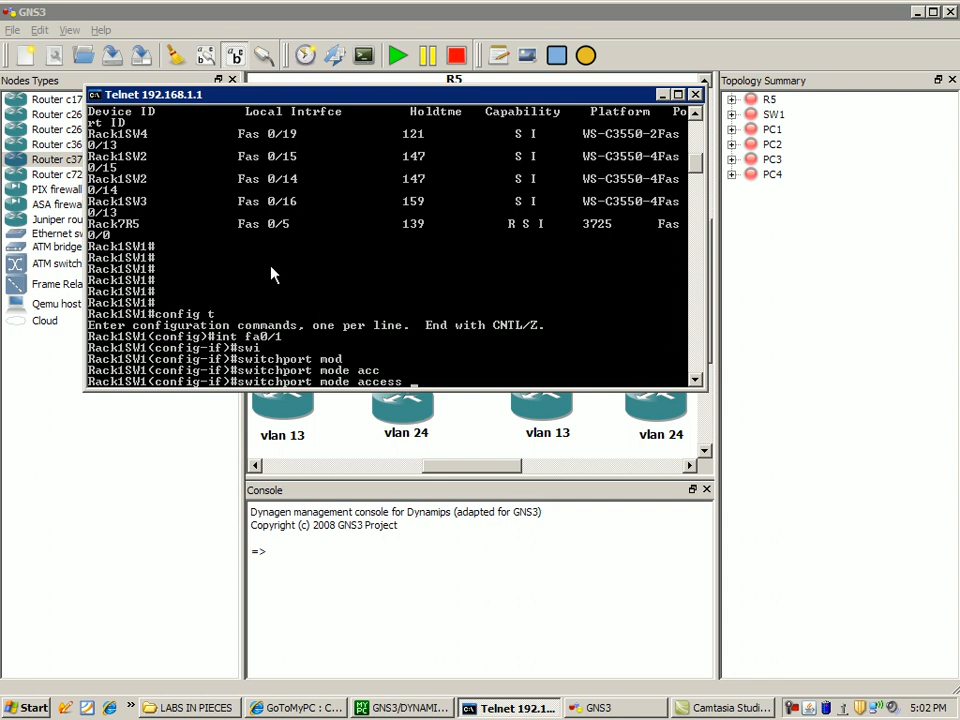 GNS3
File Edit View Help
Nodes Types
R5
Topology Summary
Router c17
Router c26
Router c26
Router c36
Router c37
Router c72
PIX firewall
ASA firewa
Juniper rou
Ethernet sw
ATM bridge
ATM switch
Frame Rela
Qemu host
Cloud
Telnet 192.168.1.1
Device ID Local Intrfce Holdtme Capability Platform Po
rt ID
Rack1SW4 Fas 0/19 121 S I WS-C3550-2Fas
0/13
Rack1SW2 Fas 0/15 147 S I WS-C3550-4Fas
0/15
Rack1SW2 Fas 0/14 147 S I WS-C3550-4Fas
0/14
Rack1SW3 Fas 0/16 159 S I WS-C3550-4Fas
0/13
Rack7R5 Fas 0/5 139 R S I 3725 Fas
0/0
Rack1SW1#
Rack1SW1#
Rack1SW1#
Rack1SW1#
Rack1SW1#
Rack1SW1#
Rack1SW1#config t
Enter configuration commands, one per line. End with CNTL/Z.
Rack1SW1(config)#int fa0/1
Rack1SW1(config-if)#swi
Rack1SW1(config-if)#switchport mod
Rack1SW1(config-if)#switchport mode acc
Rack1SW1(config-if)#switchport mode access _
R5
SW1
PC1
PC2
PC3
PC4
vlan 13 vlan 24 vlan 13 vlan 24
Console
Dynagen management console for Dynamips (adapted for GNS3)
Copyright (c) 2008 GNS3 Project
=>
Start » LABS IN PIECES GoToMyPC : C... GNS3/DYNAMI... Telnet 192.1... GNS3 Camtasia Studi... 5:02 PM